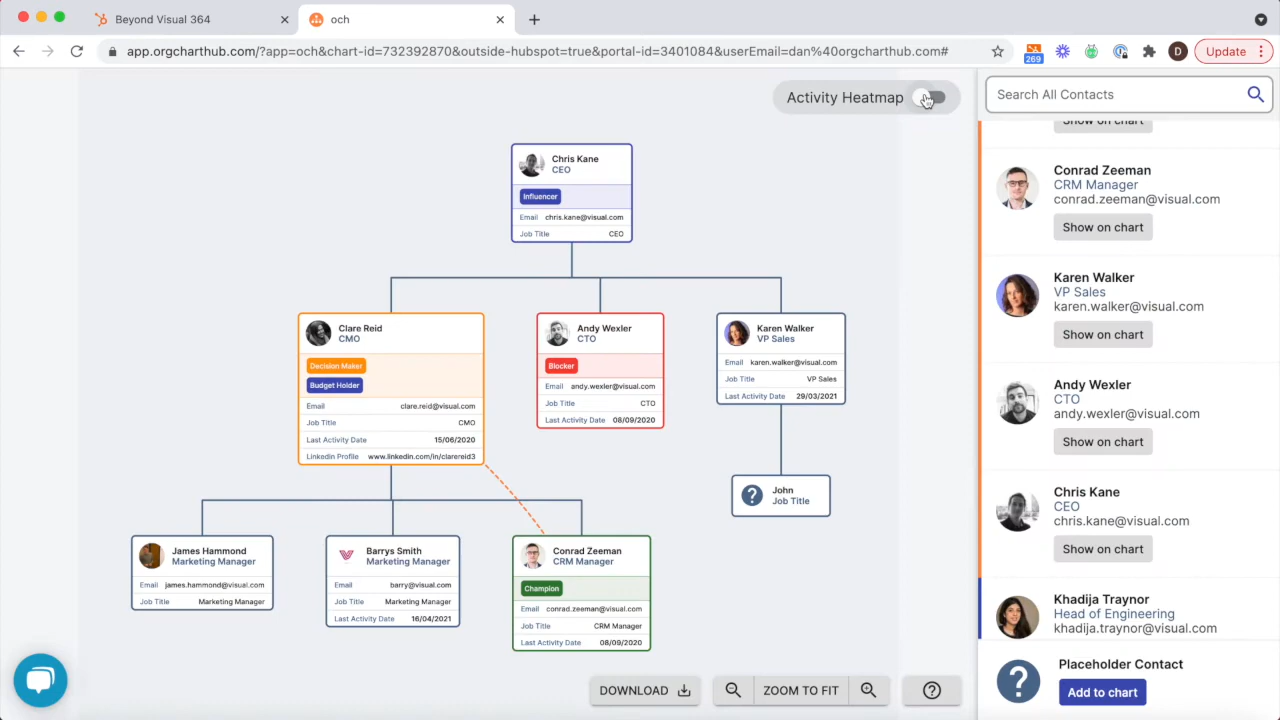 Beyond Visual 364
och
app.orgcharthub.com/?app=och&chart-id=732392870&outside-hubspot=true&portal-id=3401084&userEmail=dan%40orgcharthub.com#
269
D
Update
Activity Heatmap
Search All Contacts
Chris Kane
CEO
Influencer
Email chris.kane@visual.com
Job Title CEO
Clare Reid
CMO
Decision Maker
Budget Holder
Email clare.reid@visual.com
Job Title CMO
Last Activity Date 15/06/2020
Linkedin Profile www.linkedin.com/in/clarereid3
Andy Wexler
CTO
Blocker
Email andy.wexler@visual.com
Job Title CTO
Last Activity Date 08/09/2020
Karen Walker
VP Sales
Email karen.walker@visual.com
Job Title VP Sales
Last Activity Date 29/03/2021
John
Job Title
James Hammond
Marketing Manager
Email james.hammond@visual.com
Job Title Marketing Manager
Barrys Smith
Marketing Manager
Email barry@visual.com
Job Title Marketing Manager
Last Activity Date 16/04/2021
Conrad Zeeman
CRM Manager
Champion
Email conrad.zeeman@visual.com
Job Title CRM Manager
Last Activity Date 08/09/2020
DOWNLOAD
ZOOM TO FIT
Show on chart
Conrad Zeeman
CRM Manager
conrad.zeeman@visual.com
Show on chart
Karen Walker
VP Sales
karen.walker@visual.com
Show on chart
Andy Wexler
CTO
andy.wexler@visual.com
Show on chart
Chris Kane
CEO
chris.kane@visual.com
Show on chart
Khadija Traynor
Head of Engineering
khadija.traynor@visual.com
Placeholder Contact
Add to chart